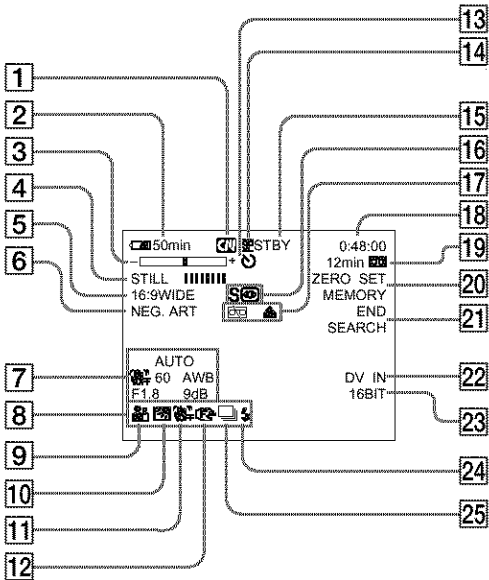 13
14
1
2
15
3
16
4
17
5
18
6
19
20
21
50min
STBY
0:48:00
- +
12min
STILL
ZERO SET
16:9WIDE
S
MEMORY
NEG. ART
END
SEARCH
AUTO
7
60 AWB
DV IN
22
F1.8 9dB
16BIT
8
23
9
24
10
25
11
12